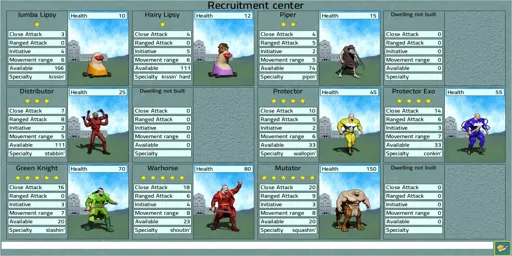 Recruitment center
Jumba Lipsy
Health 10
Close Attack 3
Ranged Attack 0
Initiative 5
Movement range 6
Available 166
Specialty kissin'
Hairy Lipsy
Health 12
Close Attack 4
Ranged Attack 0
Initiative 4
Movement range 6
Available 111
Specialty kissin' hard
Piper
Health 15
Close Attack 4
Ranged Attack 5
Initiative 2
Movement range 5
Available 74
Specialty pipin'
Dwelling not built
Close Attack 0
Ranged Attack 0
Initiative 0
Movement range 0
Available 0
Specialty
Distributor
Health 25
Close Attack 7
Ranged Attack 8
Initiative 3
Movement range 5
Available 111
Specialty stabbin'
Dwelling not built
Close Attack 0
Ranged Attack 0
Initiative 0
Movement range 0
Available 0
Specialty
Protector
Health 45
Close Attack 10
Ranged Attack 5
Initiative 2
Movement range 6
Available 33
Specialty wallopin'
Protector Exo
Health 55
Close Attack 14
Ranged Attack 6
Initiative 3
Movement range 7
Available 33
Specialty conkin'
Green Knight
Health 70
Close Attack 16
Ranged Attack 0
Initiative 3
Movement range 7
Available 20
Specialty slashin'
Warhorse
Health 80
Close Attack 18
Ranged Attack 6
Initiative 4
Movement range 8
Available 23
Specialty shoutin'
Mutator
Health 150
Close Attack 20
Ranged Attack 9
Initiative 3
Movement range 8
Available 20
Specialty squashin'
Dwelling not built
Close Attack 0
Ranged Attack 0
Initiative 0
Movement range 0
Available 0
Specialty